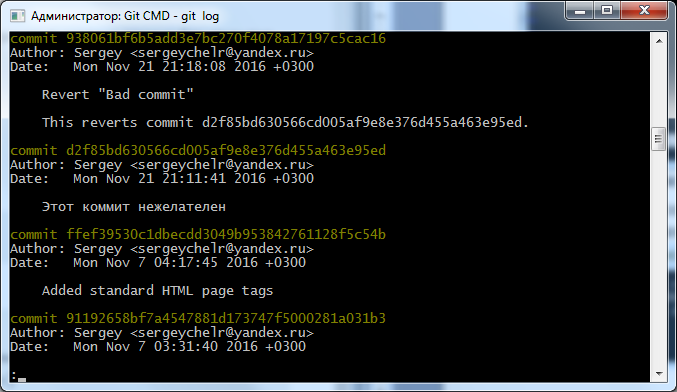 Администратор: Git CMD - git log
commit 938061bf6b5add3e7bc270f4078a17197c5cac16
Author: Sergey <sergeychelr@yandex.ru>
Date:   Mon Nov 21 21:18:08 2016 +0300
Revert "Bad commit"
This reverts commit d2f85bd630566cd005af9e8e376d455a463e95ed.
commit d2f85bd630566cd005af9e8e376d455a463e95ed
Author: Sergey <sergeychelr@yandex.ru>
Date:   Mon Nov 21 21:11:41 2016 +0300
Этот коммит нежелателен
commit ffef39530c1dbecdd3049b953842761128f5c54b
Author: Sergey <sergeychelr@yandex.ru>
Date:   Mon Nov 7 04:17:45 2016 +0300
Added standard HTML page tags
commit 91192658bf7a4547881d173747f5000281a031b3
Author: Sergey <sergeychelr@yandex.ru>
Date:   Mon Nov 7 03:31:40 2016 +0300
: